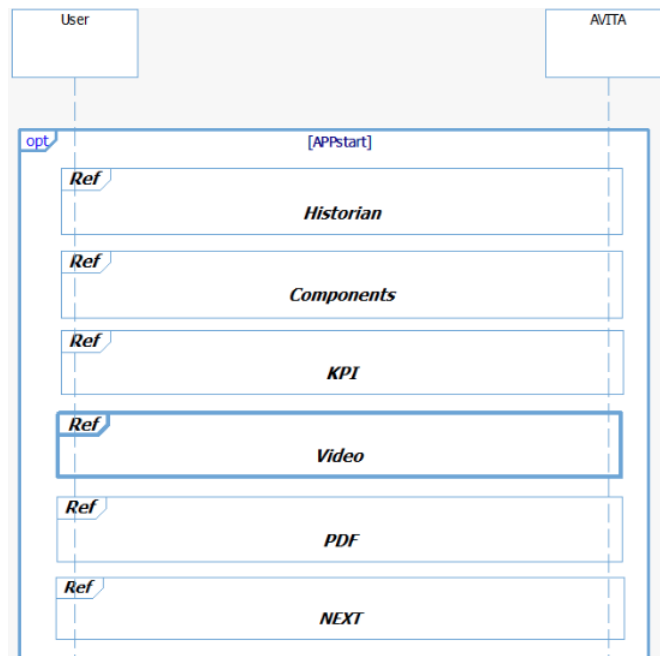 User
AVITA
opt
[APPstart]
Ref
Historian
Ref
Components
Ref
KPI
Ref
Video
Ref
PDF
Ref
NEXT